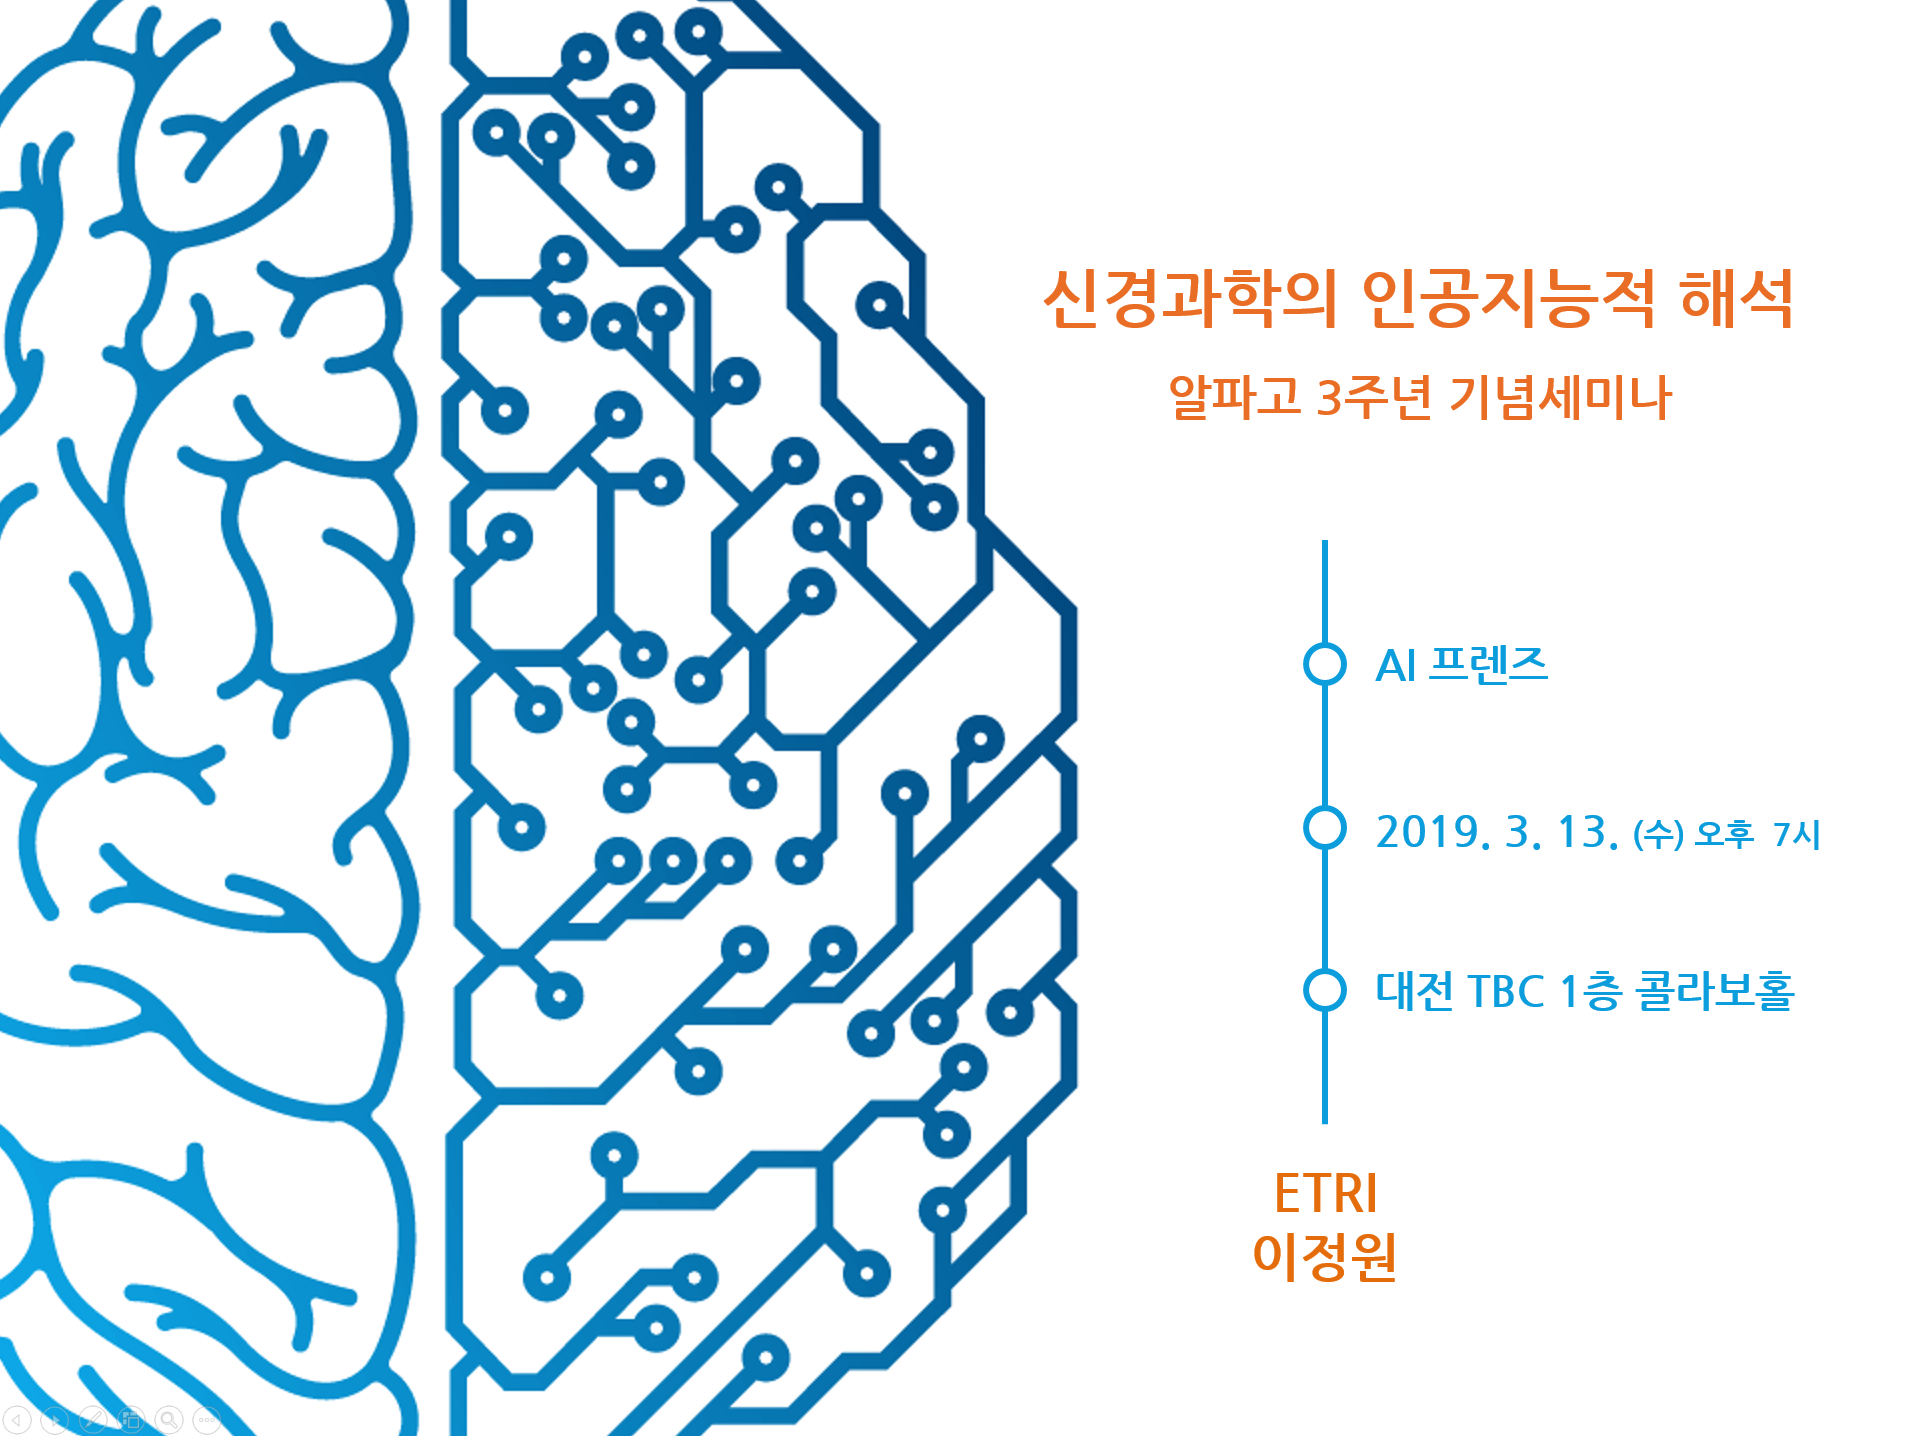 신경과학의 인공지능적 해석
알파고 3주년 기념세미나
AI 프렌즈
2019. 3. 13. (수) 오후 7시
대전 TBC 1층 콜라보홀
ETRI
이정원